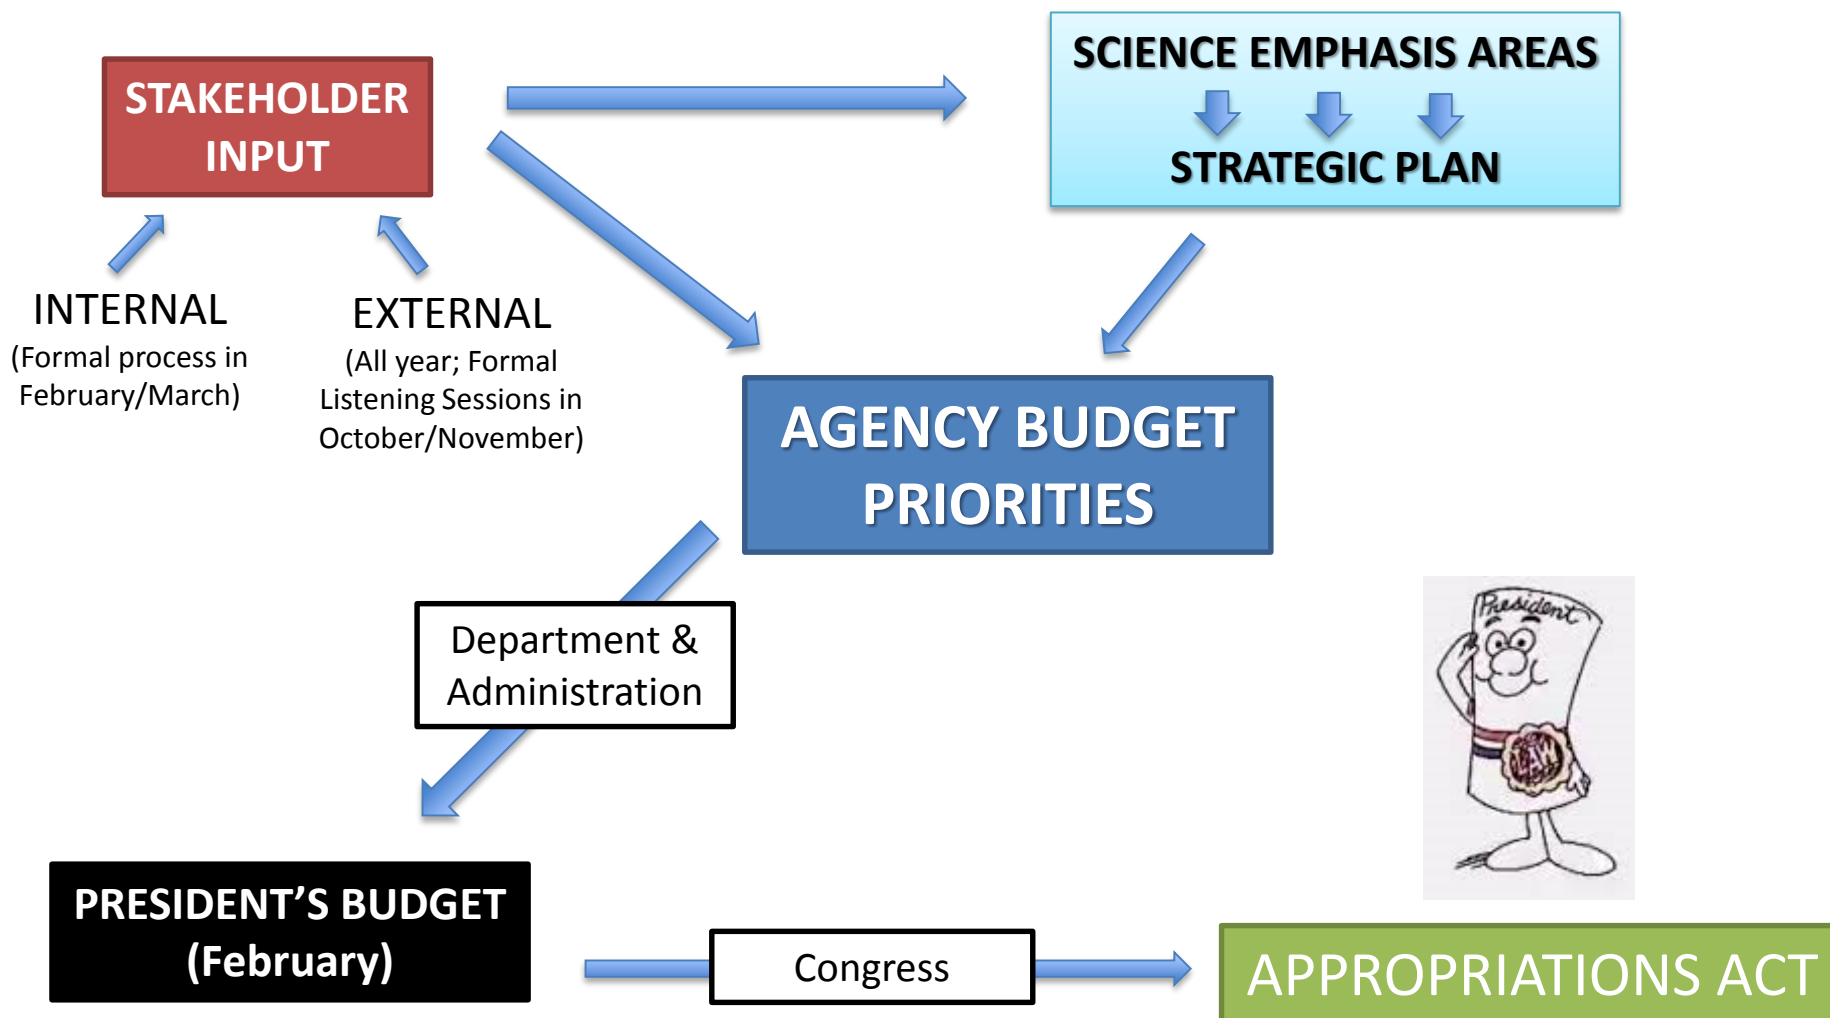 STAKEHOLDER
INPUT
SCIENCE EMPHASIS AREAS
STRATEGIC PLAN
INTERNAL
(Formal process in
February/March)
EXTERNAL
(All year; Formal
Listening Sessions in
October/November)
AGENCY BUDGET
PRIORITIES
Department &
Administration
President
LAW
PRESIDENT’S BUDGET
(February)
Congress
APPROPRIATIONS ACT